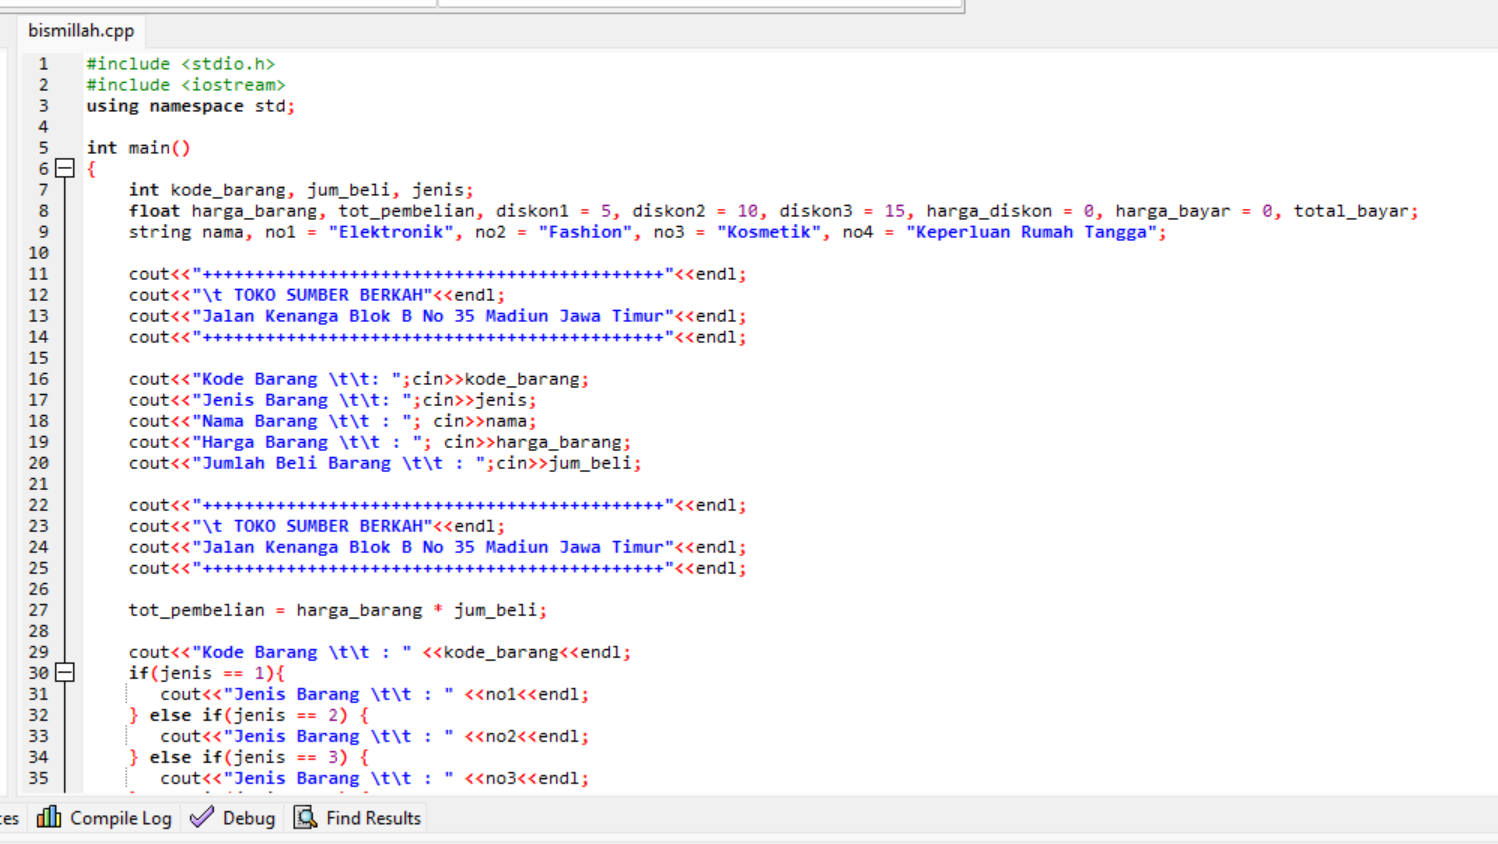 bismillah.cpp
1 #include <stdio.h>
2 #include <iostream>
3 using namespace std;
4
5 int main()
6 {
7 int kode_barang, jum_beli, jenis;
8 float harga_barang, tot_pembelian, diskon1 = 5, diskon2 = 10, diskon3 = 15, harga_diskon = 0, harga_bayar = 0, total_bayar;
9 string nama, no1 = "Elektronik", no2 = "Fashion", no3 = "Kosmetik", no4 = "Keperluan Rumah Tangga";
10
11 cout<<"++++++++++++++++++++++++++++++++++++++++++++"<<endl;
12 cout<<"\t TOKO SUMBER BERKAH"<<endl;
13 cout<<"Jalan Kenanga Blok B No 35 Madiun Jawa Timur"<<endl;
14 cout<<"++++++++++++++++++++++++++++++++++++++++++++"<<endl;
15
16 cout<<"Kode Barang \t\t: ";cin>>kode_barang;
17 cout<<"Jenis Barang \t\t: ";cin>>jenis;
18 cout<<"Nama Barang \t\t : "; cin>>nama;
19 cout<<"Harga Barang \t\t : "; cin>>harga_barang;
20 cout<<"Jumlah Beli Barang \t\t : ";cin>>jum_beli;
21
22 cout<<"++++++++++++++++++++++++++++++++++++++++++++"<<endl;
23 cout<<"\t TOKO SUMBER BERKAH"<<endl;
24 cout<<"Jalan Kenanga Blok B No 35 Madiun Jawa Timur"<<endl;
25 cout<<"++++++++++++++++++++++++++++++++++++++++++++"<<endl;
26
27 tot_pembelian = harga_barang * jum_beli;
28
29 cout<<"Kode Barang \t\t : " <<kode_barang<<endl;
30 if(jenis == 1){
31 cout<<"Jenis Barang \t\t : " <<no1<<endl;
32 } else if(jenis == 2) {
33 cout<<"Jenis Barang \t\t : " <<no2<<endl;
34 } else if(jenis == 3) {
35 cout<<"Jenis Barang \t\t : " <<no3<<endl;
Compile Log Debug Find Results